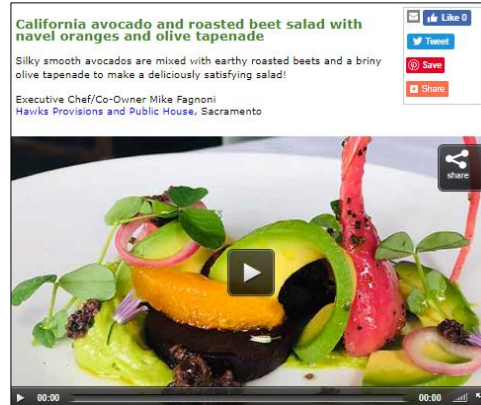 California avocado and roasted beet salad with
navel oranges and olive tapenade
Silky smooth avocados are mixed with earthy roasted beets and a briny
olive tapenade to make a deliciously satisfying salad!
Executive Chef/Co-Owner Mike Fagnoni
Hawks Provisions and Public House, Sacramento
Like 0
Tweet
Save
Share
share
00:00
00:00